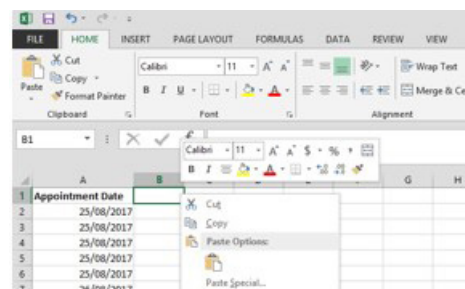 FILE HOME INSERT PAGE LAYOUT FORMULAS DATA REVIEW VIEW
Cut
Copy
Format Painter
Paste
Calibri 11 A A
Wrap Text
Merge & Ce
B I U A
Clipboard Font Alignment
B1
Calibri 11 A A $ % ,
B I A
A B G H
1 Appointment Date
2 25/08/2017
3 25/08/2017
4 25/08/2017
5 25/08/2017
6 25/08/2017
Cut
Copy
Paste Options:
Paste Special...